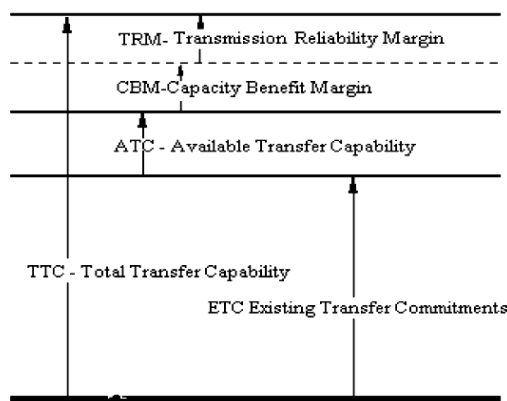 TRM- Transmission Reliability Margin
CBM-Capacity Benefit Margin
ATC - Available Transfer Capability
TTC - Total Transfer Capability
ETC Existing Transfer Commitments